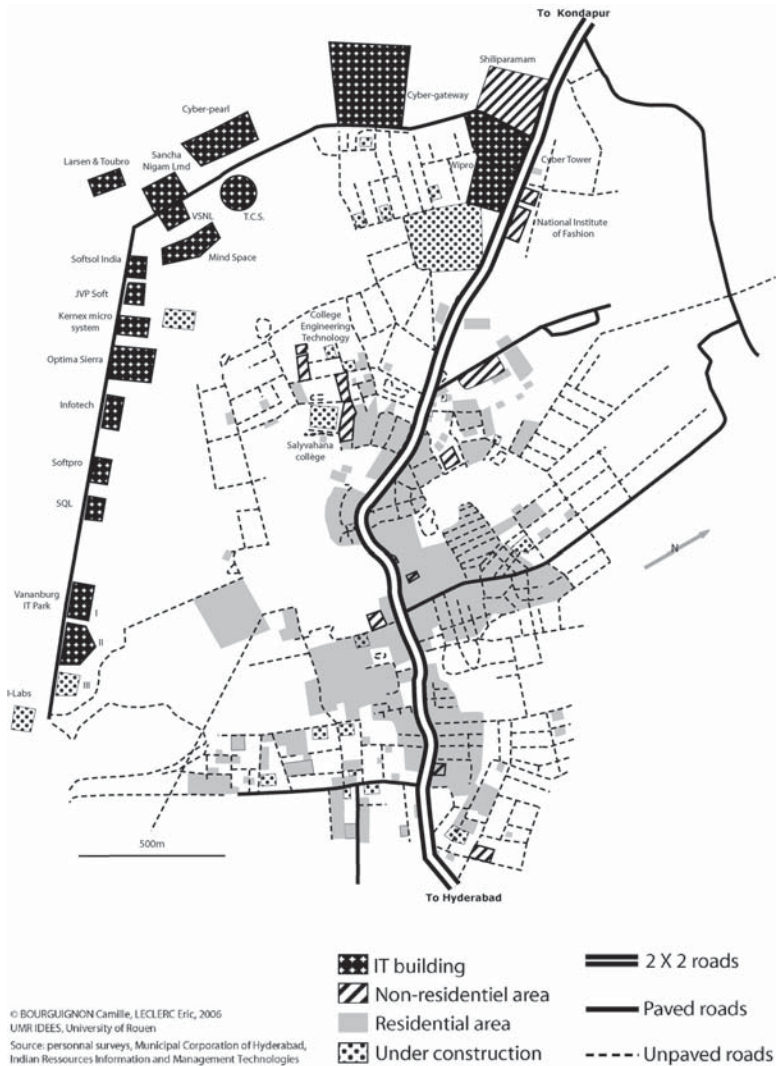 To Kondapur
Shiliparamam
Cyber-gateway
Cyber-pearl
Larsen & Toubro
Sancha
Nigam Lmd
Wipro
Cyber Tower
VSNL
T.C.S.
National Institute
of Fashion
Softsol India
Mind Space
JVP Soft
Kernex micro
system
College
Engineering
Technology
Optima Sierra
Infotech
Salyvahana
collège
Softpro
SQL
N
Vananburg
IT Park
I
II
III
I-Labs
500m
To Hyderabad
IT building
Non-residentiel area
Residential area
Under construction
2 X 2 roads
Paved roads
Unpaved roads
© BOURGUIGNON Camille, LECLERC Eric, 2006
UMR IDEES, University of Rouen
Source: personnal surveys, Municipal Corporation of Hyderabad,
Indian Ressources Information and Management Technologies